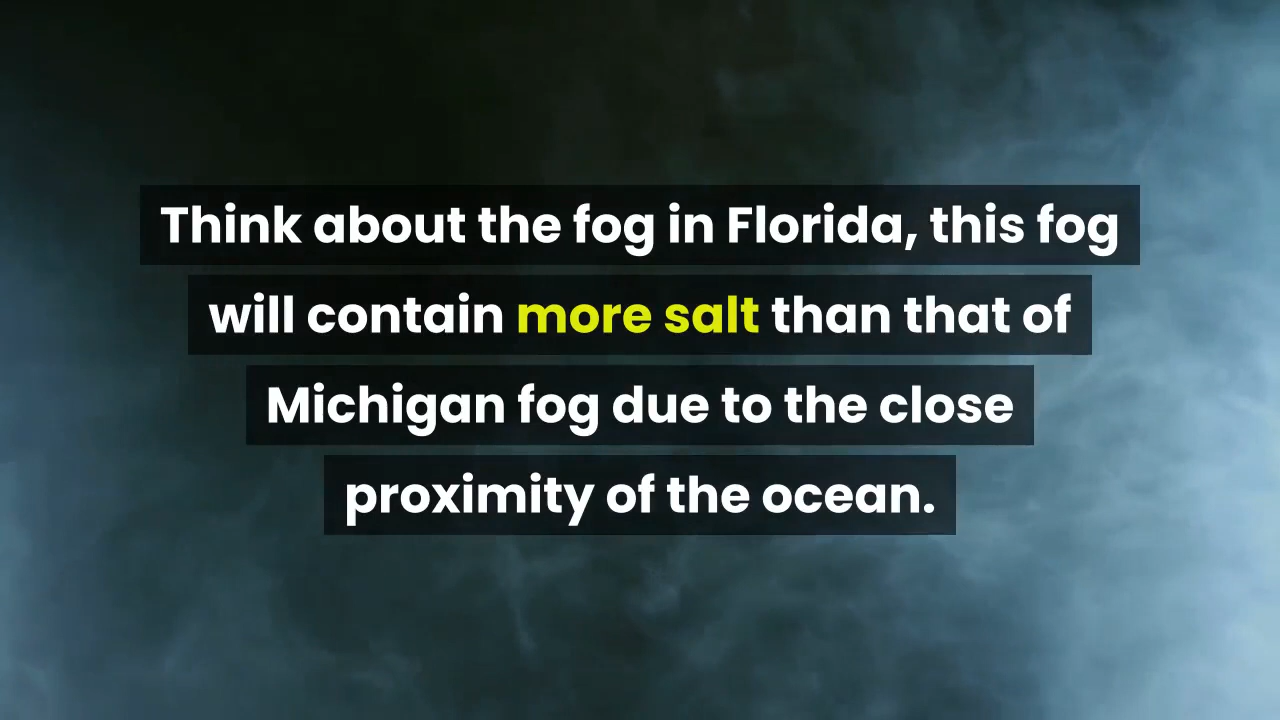 Think about the fog in Florida, this fog
will contain more salt than that of
Michigan fog due to the close
proximity of the ocean.